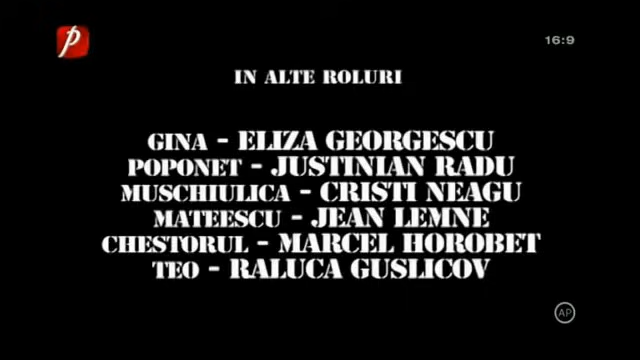 p
16:9
IN ALTE ROLURI
GINA - ELIZA GEORGESCU
POPONET - JUSTINIAN RADU
MUSCHIULICA - CRISTI NEAGU
MATEESCU - JEAN LEMNE
CHESTORUL - MARCEL HOROBET
TEO - RALUCA GUSLICOV
AP